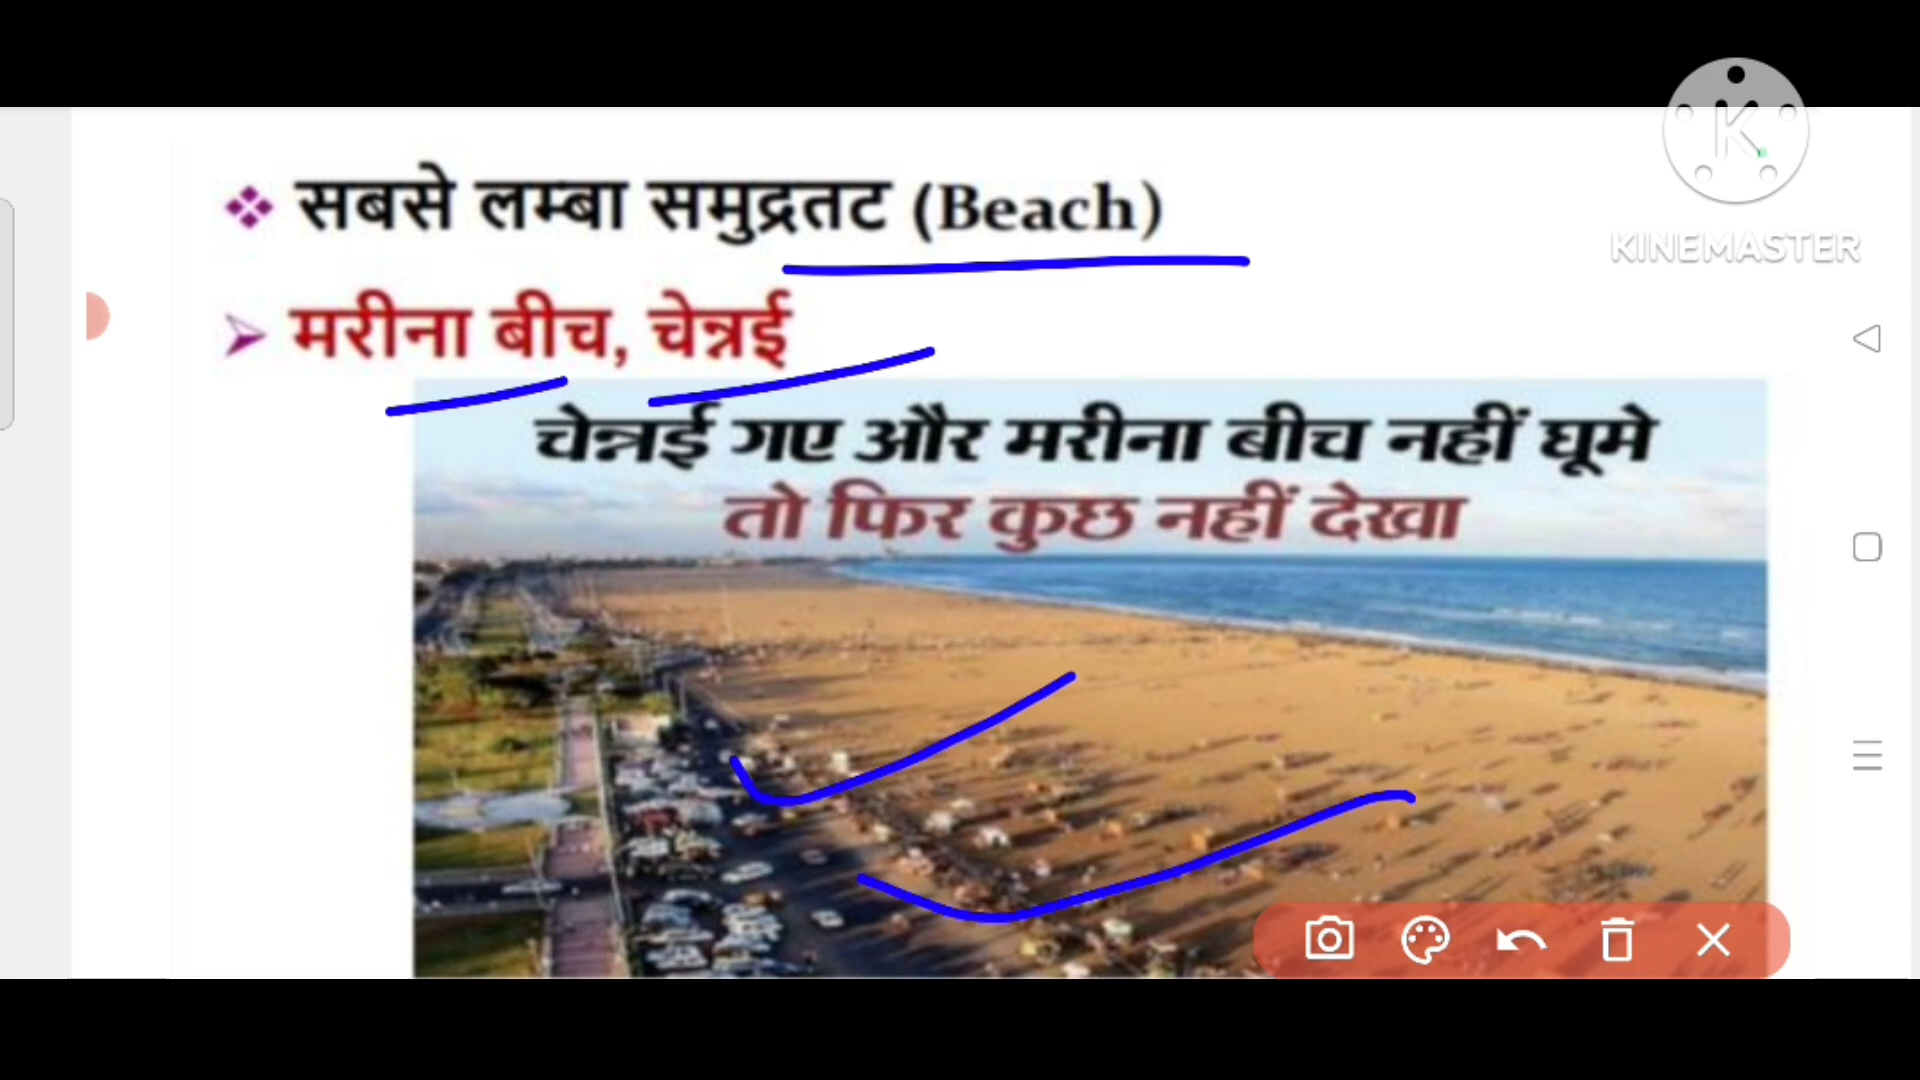 सबसे लम्बा समुद्रतट (Beach)
मरीना बीच, चेन्नई
चेन्नई गए और मरीना बीच नहीं घूमे
तो फिर कुछ नहीं देखा
K
KINEMASTER